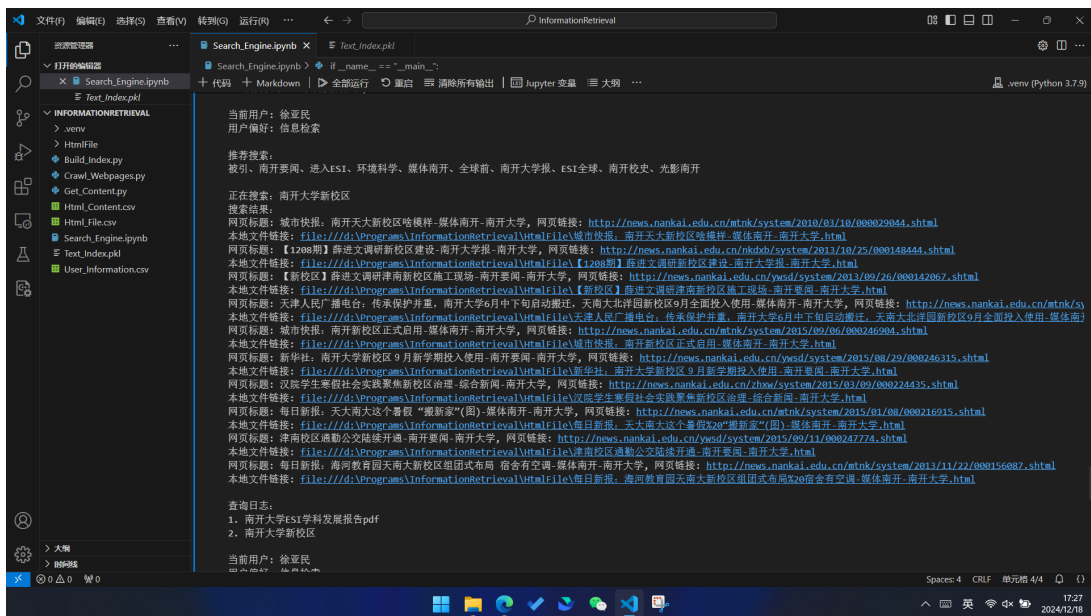 文件(F) 编辑(E) 选择(S) 查看(V) 转到(G) 运行(R) ··· InformationRetrieval
资源管理器 ···
Search_Engine.ipynb
Text_Index.pkl
打开的编辑器
Search_Engine.ipynb
Text_Index.pkl
INFORMATIONRETRIEVAL
.venv
HtmlFile
Build_Index.py
Crawl_Webpages.py
Get_Content.py
Html_Content.csv
Html_File.csv
Search_Engine.ipynb
Text_Index.pkl
User_Information.csv
大纲
时间线
Search_Engine.ipynb > if __name__ == "__main__":
+ 代码 + Markdown 全部运行 重启 清除所有输出 Jupyter 变量 大纲 ··· .venv (Python 3.7.9)
当前用户: 徐亚民
用户偏好: 信息检索
推荐搜索:
被引、南开要闻、进入ESI、环境科学、媒体南开、全球前、南开大学报、ESI全球、南开校史、光影南开
正在搜索: 南开大学新校区
搜索结果:
网页标题: 城市快报: 南开天大新校区啥模样-媒体南开-南开大学, 网页链接: http://news.nankai.edu.cn/mtnk/system/2010/03/10/000029044.shtml
本地文件链接: file:///d:\Programs\InformationRetrieval\HtmlFile\城市快报: 南开天大新校区啥模样-媒体南开-南开大学.html
网页标题: 【1208期】薛进文调研新校区建设-南开大学报-南开大学, 网页链接: http://news.nankai.edu.cn/nkdxb/system/2013/10/25/000148444.shtml
本地文件链接: file:///d:\Programs\InformationRetrieval\HtmlFile\【1208期】薛进文调研新校区建设-南开大学报-南开大学.html
网页标题: 【新校区】薛进文调研津南新校区施工现场-南开要闻-南开大学, 网页链接: http://news.nankai.edu.cn/ywsd/system/2013/09/26/000142067.shtml
本地文件链接: file:///d:\Programs\InformationRetrieval\HtmlFile\【新校区】薛进文调研津南新校区施工现场-南开要闻-南开大学.html
网页标题: 天津人民广播电台: 传承保护并重, 南开大学6月中下旬启动搬迁, 天南大北洋园新校区9月全面投入使用-媒体南开-南开大学, 网页链接: http://news.nankai.edu.cn/mtnk/sy
本地文件链接: file:///d:\Programs\InformationRetrieval\HtmlFile\天津人民广播电台: 传承保护并重, 南开大学6月中下旬启动搬迁, 天南大北洋园新校区9月全面投入使用-媒体南开
网页标题: 城市快报: 南开新校区正式启用-媒体南开-南开大学, 网页链接: http://news.nankai.edu.cn/mtnk/system/2015/09/06/000246904.shtml
本地文件链接: file:///d:\Programs\InformationRetrieval\HtmlFile\城市快报: 南开新校区正式启用-媒体南开-南开大学.html
网页标题: 新华社: 南开大学新校区９月新学期投入使用-南开要闻-南开大学, 网页链接: http://news.nankai.edu.cn/ywsd/system/2015/08/29/000246315.shtml
本地文件链接: file:///d:\Programs\InformationRetrieval\HtmlFile\新华社: 南开大学新校区９月新学期投入使用-南开要闻-南开大学.html
网页标题: 汉院学生寒假社会实践聚焦新校区治理-综合新闻-南开大学, 网页链接: http://news.nankai.edu.cn/zhxw/system/2015/03/09/000224435.shtml
本地文件链接: file:///d:\Programs\InformationRetrieval\HtmlFile\汉院学生寒假社会实践聚焦新校区治理-综合新闻-南开大学.html
网页标题: 每日新报: 天大南大这个暑假 “搬新家”(图)-媒体南开-南开大学, 网页链接: http://news.nankai.edu.cn/mtnk/system/2015/01/08/000216915.shtml
本地文件链接: file:///d:\Programs\InformationRetrieval\HtmlFile\每日新报: 天大南大这个暑假%20“搬新家”(图)-媒体南开-南开大学.html
网页标题: 津南校区通勤公交陆续开通-南开要闻-南开大学, 网页链接: http://news.nankai.edu.cn/ywsd/system/2015/09/11/000247774.shtml
本地文件链接: file:///d:\Programs\InformationRetrieval\HtmlFile\津南校区通勤公交陆续开通-南开要闻-南开大学.html
网页标题: 每日新报: 海河教育园天南大新校区组团式布局 宿舍有空调-媒体南开-南开大学, 网页链接: http://news.nankai.edu.cn/mtnk/system/2013/11/22/000156087.shtml
本地文件链接: file:///d:\Programs\InformationRetrieval\HtmlFile\每日新报: 海河教育园天南大新校区组团式布局%20宿舍有空调-媒体南开-南开大学.html
查询日志:
1. 南开大学ESI学科发展报告pdf
2. 南开大学新校区
当前用户: 徐亚民
用户偏好: 信息检索
0 0 0 Spaces: 4 CRLF 单元格 4/4
英 17:27
2024/12/18